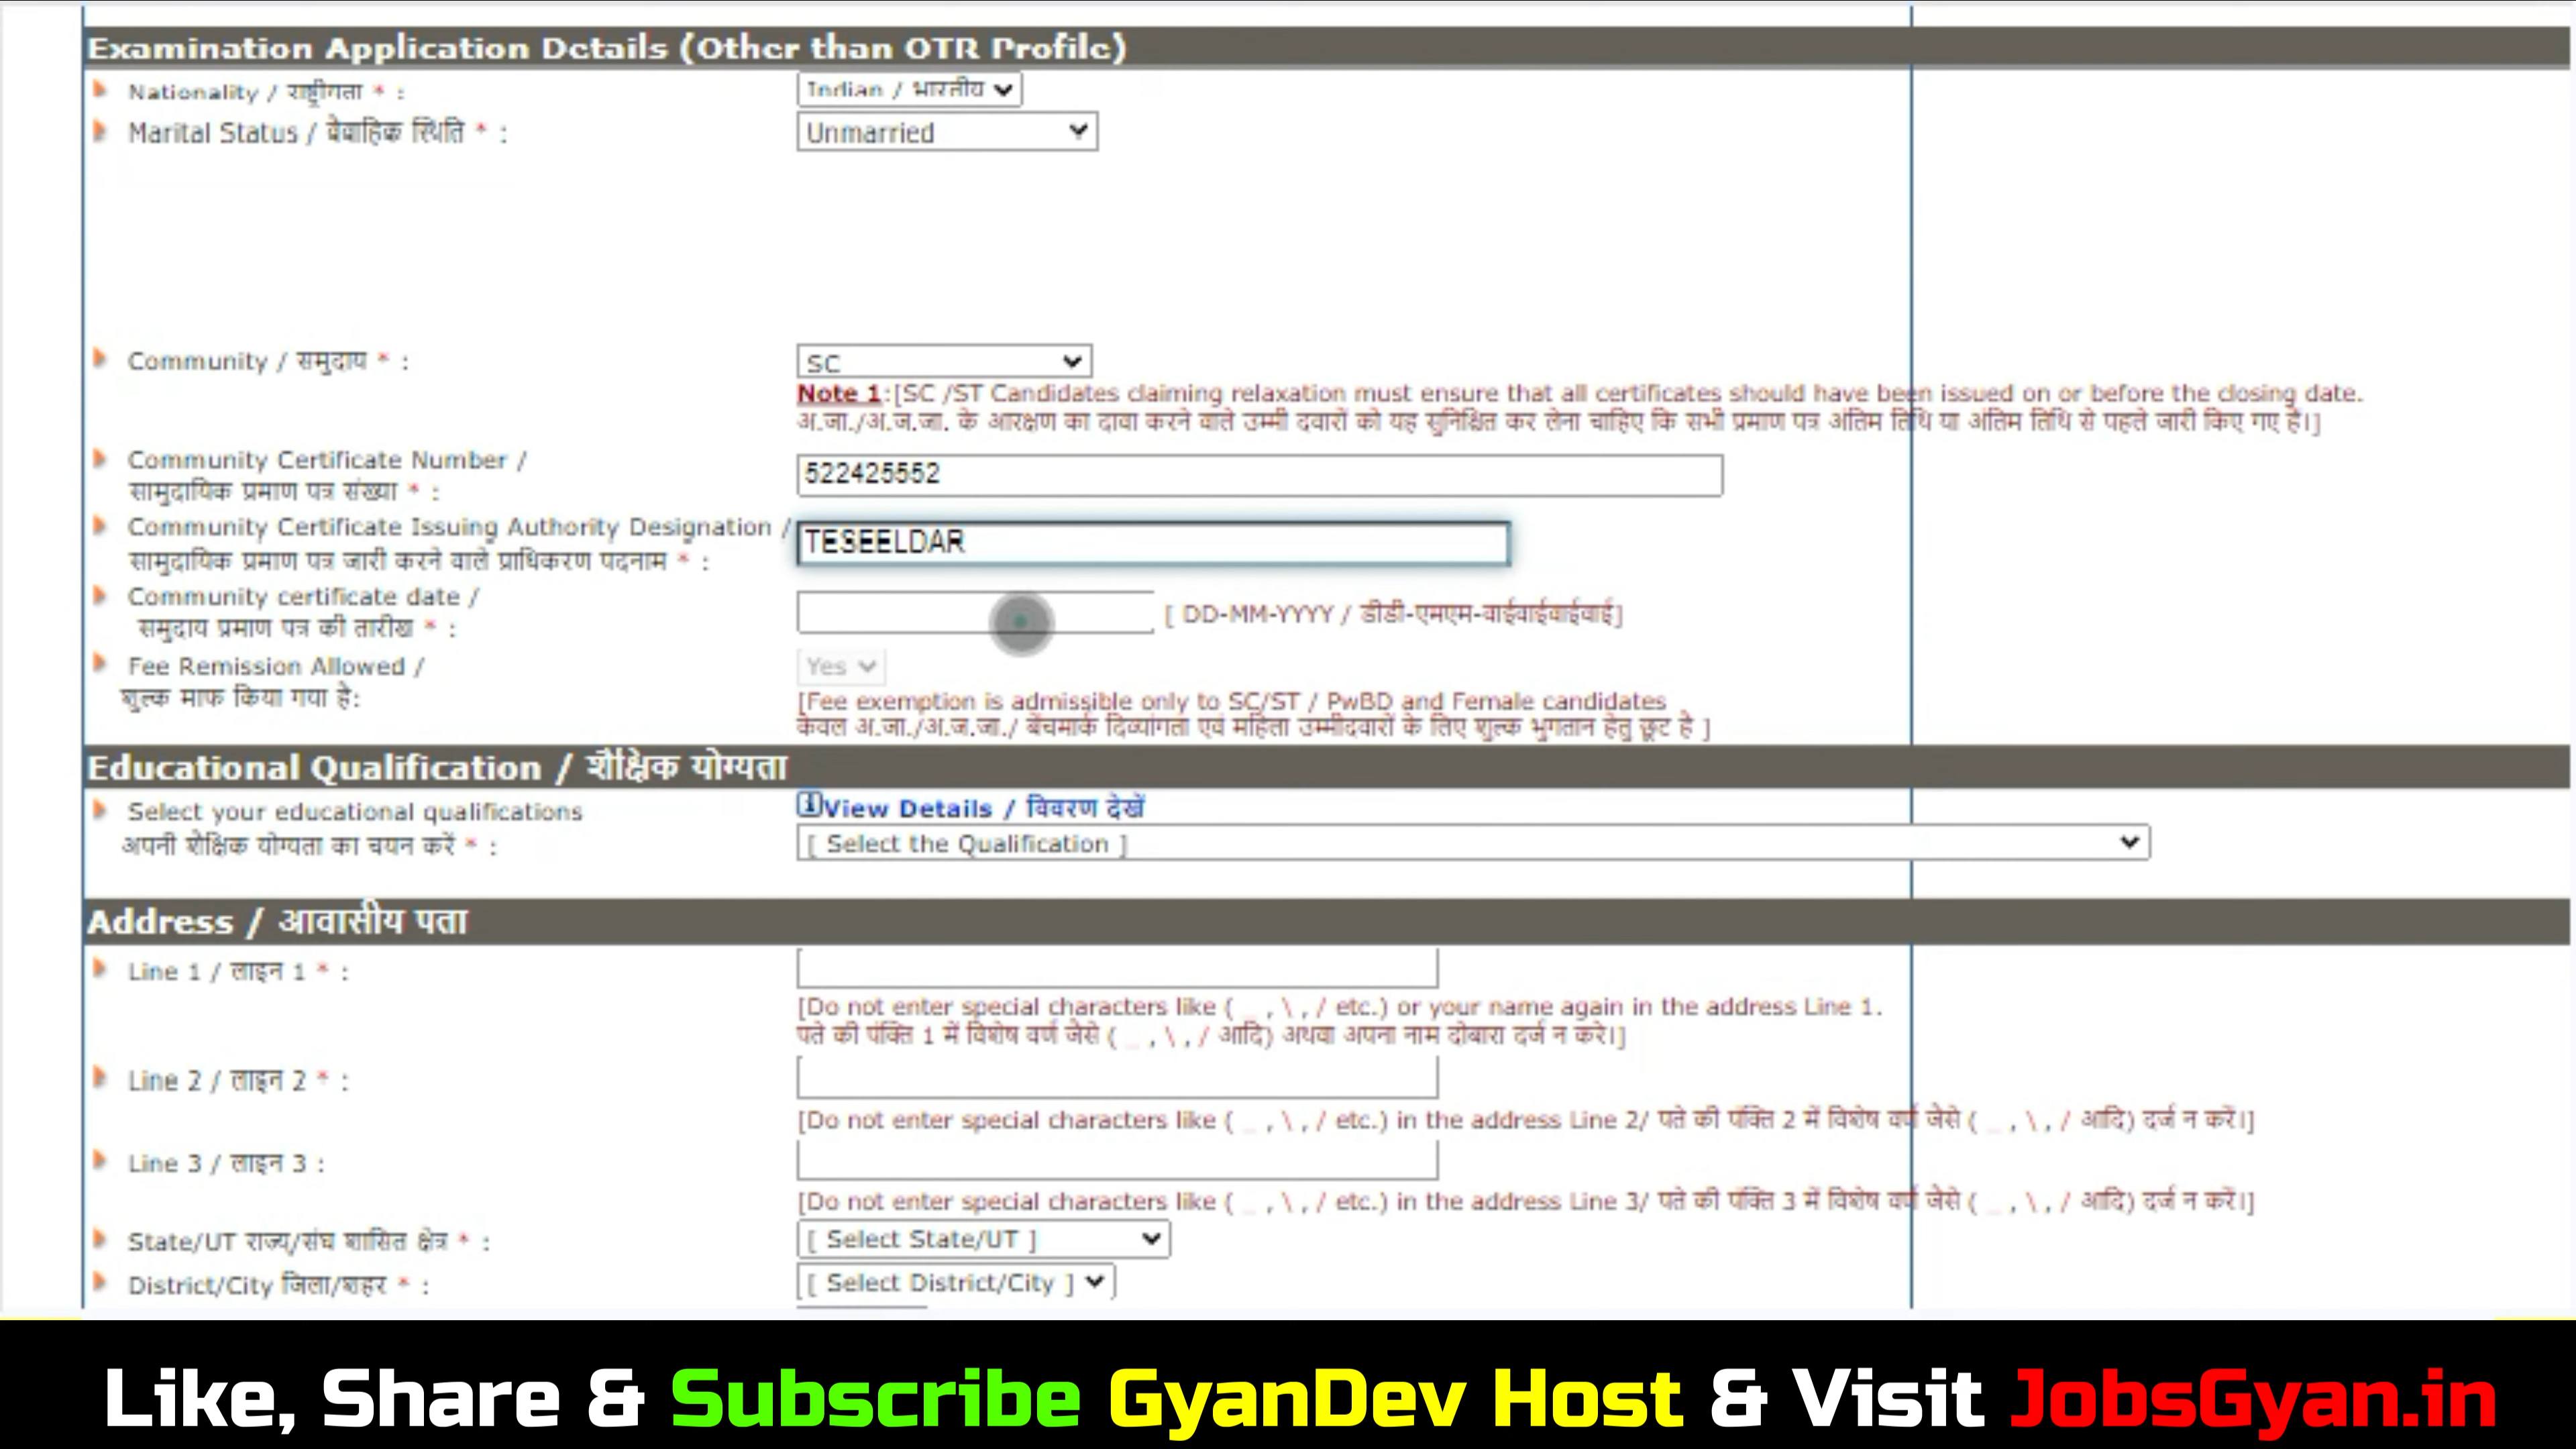 Examination Application Details (Other than OTR Profile)
Nationality / राष्ट्रीयता * :
Indian / भारतीय
Marital Status / वैवाहिक स्थिति * :
Unmarried
Community / समुदाय * :
SC
Note 1:[SC /ST Candidates claiming relaxation must ensure that all certificates should have been issued on or before the closing date.
अ.जा./अ.ज.जा. के आरक्षण का दावा करने वाले उम्मी दवारों को यह सुनिश्चित कर लेना चाहिए कि सभी प्रमाण पत्र अंतिम तिथि या अंतिम तिथि से पहले जारी किए गए है।]
Community Certificate Number /
सामुदायिक प्रमाण पत्र संख्या * :
522425552
Community Certificate Issuing Authority Designation /
सामुदायिक प्रमाण पत्र जारी करने वाले प्राधिकरण पदनाम * :
TESEELDAR
Community certificate date /
समुदाय प्रमाण पत्र की तारीख * :
[ DD-MM-YYYY / डीडी-एमएम-वाईवाईवाईवाई]
Fee Remission Allowed /
शुल्क माफ किया गया है:
Yes
[Fee exemption is admissible only to SC/ST / PwBD and Female candidates
केवल अ.जा./अ.ज.जा./ बेंचमार्क दिव्यांगता एवं महिला उम्मीदवारों के लिए शुल्क भुगतान हेतु छूट है ]
Educational Qualification / शैक्षिक योग्यता
Select your educational qualifications
अपनी शैक्षिक योग्यता का चयन करें * :
View Details / विवरण देखें
[ Select the Qualification ]
Address / आवासीय पता
Line 1 / लाइन 1 * :
[Do not enter special characters like ( _ , \ , / etc.) or your name again in the address Line 1.
पते की पंक्ति 1 में विशेष वर्ण जैसे ( _ , \ , / आदि) अथवा अपना नाम दोबारा दर्ज न करे।]
Line 2 / लाइन 2 * :
[Do not enter special characters like ( _ , \ , / etc.) in the address Line 2/ पते की पंक्ति 2 में विशेष वर्ण जैसे ( _ , \ , / आदि) दर्ज न करें।]
Line 3 / लाइन 3 :
[Do not enter special characters like ( _ , \ , / etc.) in the address Line 3/ पते की पंक्ति 3 में विशेष वर्ण जैसे ( _ , \ , / आदि) दर्ज न करें।]
State/UT राज्य/संघ शासित क्षेत्र * :
[ Select State/UT ]
District/City जिला/शहर * :
[ Select District/City ]
Like, Share & Subscribe GyanDev Host & Visit JobsGyan.in